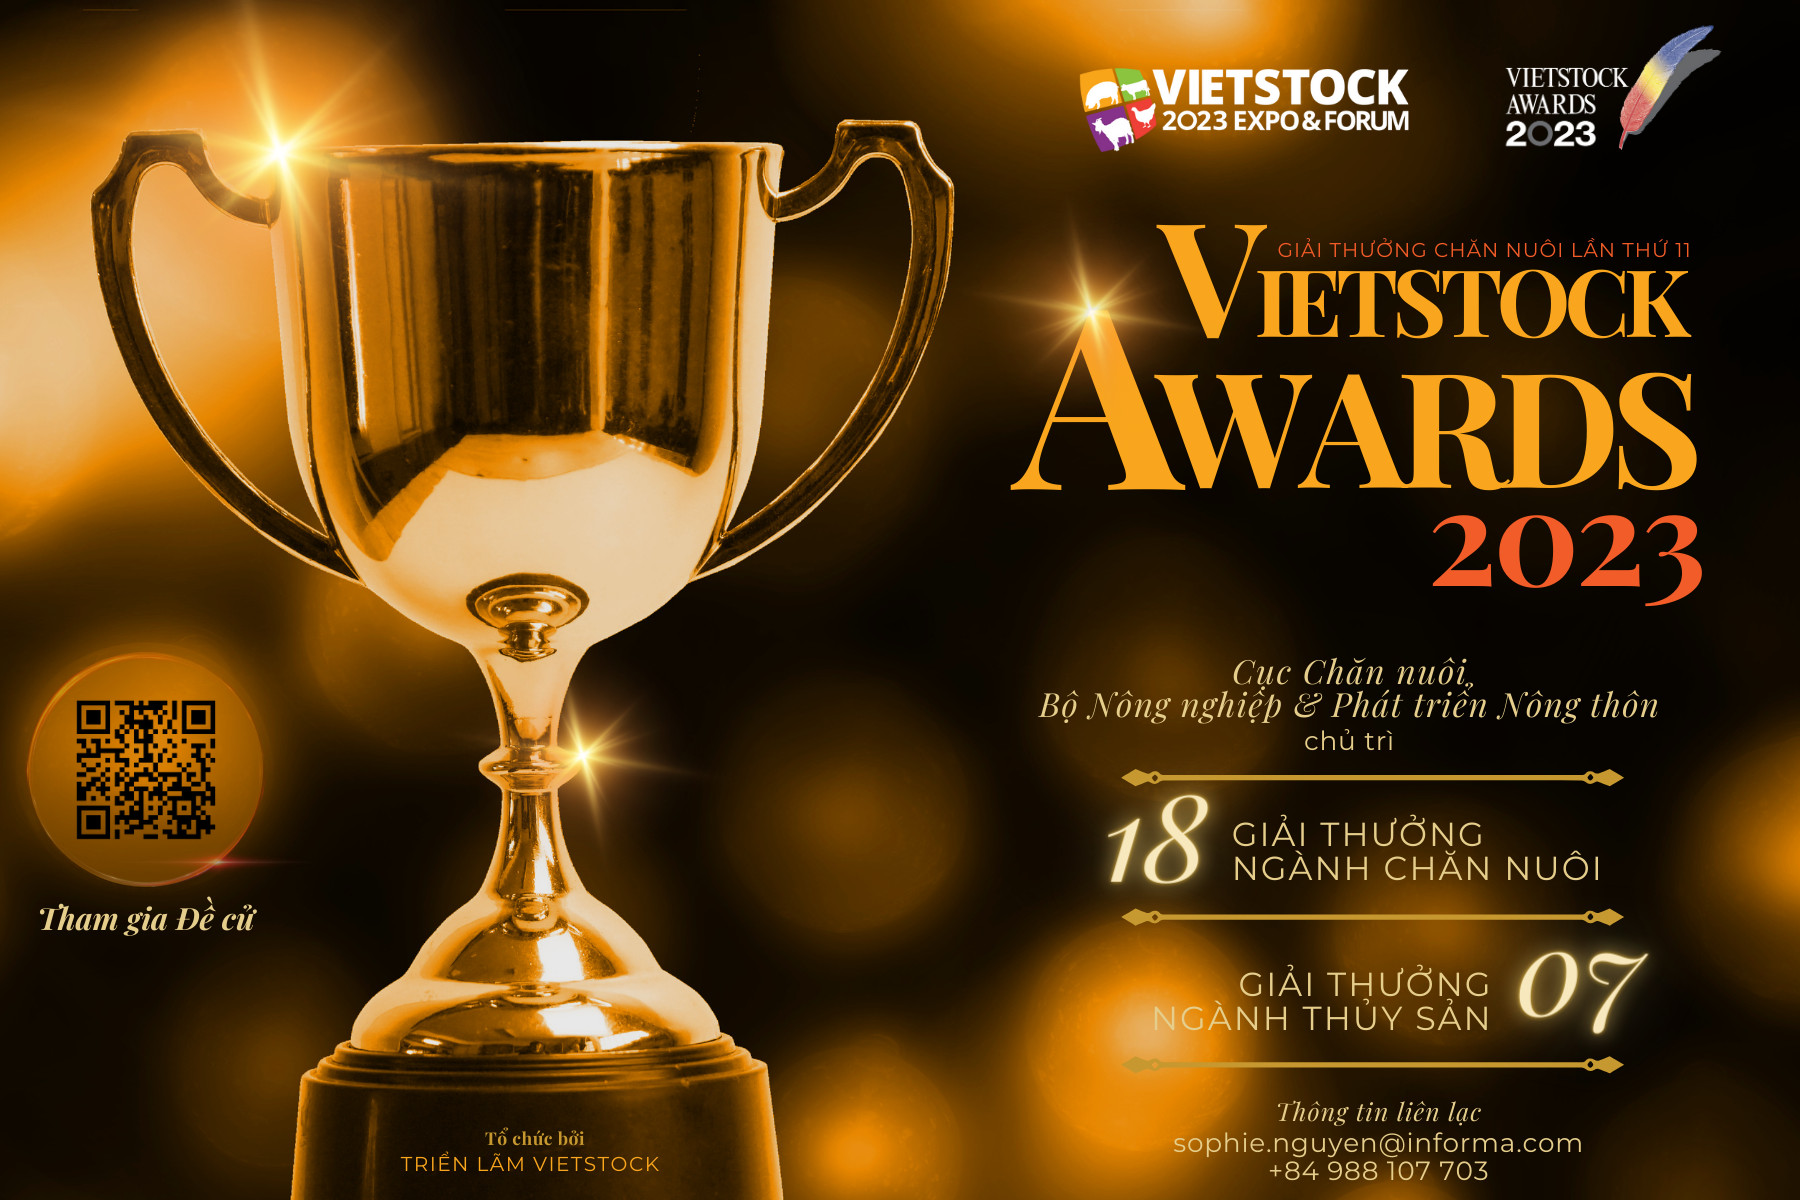 VIETSTOCK
2023 EXPO & FORUM
VIETSTOCK
AWARDS
2023
GIẢI THƯỞNG CHĂN NUÔI LẦN THỨ 11
VIETSTOCK
AWARDS
2023
Cục Chăn nuôi,
Bộ Nông nghiệp & Phát triển Nông thôn
chủ trì
18 GIẢI THƯỞNG
NGÀNH CHĂN NUÔI
GIẢI THƯỞNG 07
NGÀNH THỦY SẢN
Thông tin liên lạc
sophie.nguyen@informa.com
+84 988 107 703
Tham gia Đề cử
Tổ chức bởi
TRIỂN LÃM VIETSTOCK